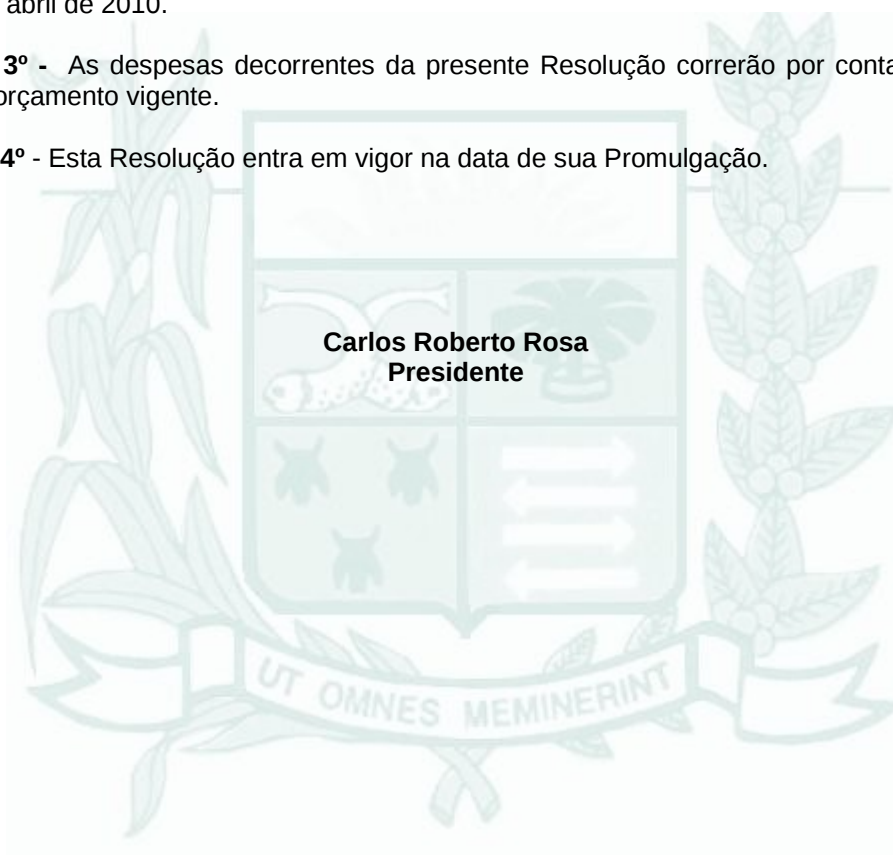 abril de 2010.
3º - As despesas decorrentes da presente Resolução correrão por conta
orçamento vigente.
4º - Esta Resolução entra em vigor na data de sua Promulgação.
Carlos Roberto Rosa
Presidente
UT OMNES MEMINERINT